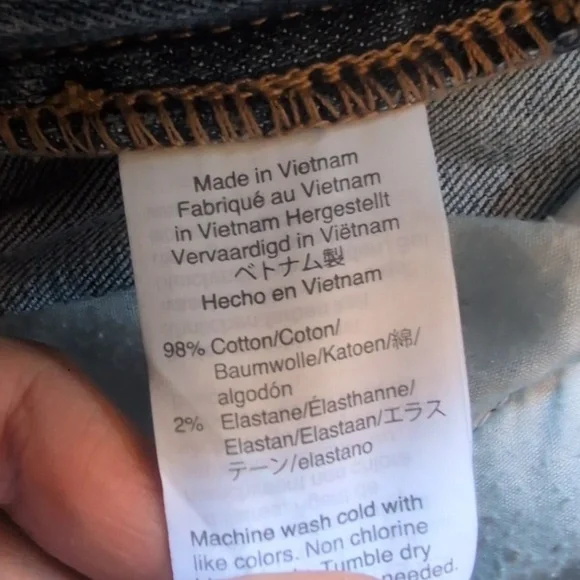 Made in Vietnam
Fabriqué au Vietnam
in Vietnam Hergestellt
Vervaardigd in Viëtnam
ベトナム製
Hecho en Vietnam
98% Cotton/Coton/
Baumwolle/Katoen/綿/
algodón
2% Elastane/Élasthanne/
Elastan/Elastaan/エラス
テーン/elastano
Machine wash cold with
like colors. Non chlorine
Tumble dry
needed.